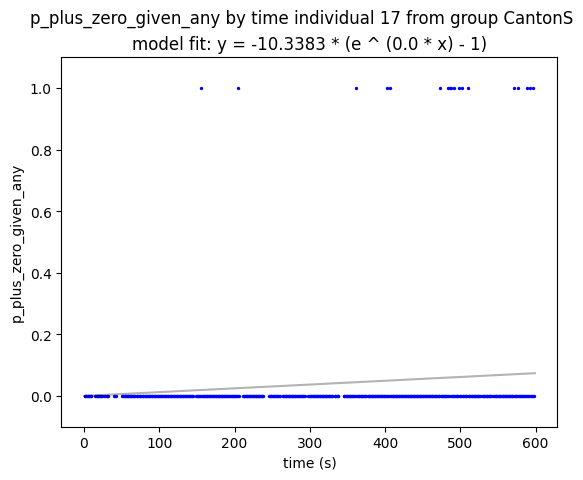 p_plus_zero_given_any by time individual 17 from group CantonS
model fit: y = -10.3383 * (e ^ (0.0 * x) - 1)
1.0
0.8
0.6
0.4
0.2
0.0
p_plus_zero_given_any
0 100 200 300 400 500 600
time (s)